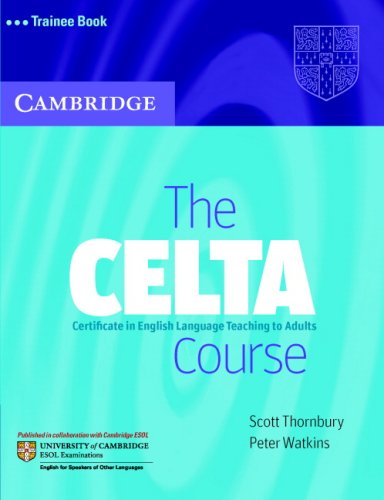 •••Trainee Book
CAMBRIDGE
The
CELTA
Certificate in English Language Teaching to Adults
Course
Scott Thornbury
Peter Watkins
Published in collaboration with Cambridge ESOL
UNIVERSITY of CAMBRIDGE
ESOL Examinations
English for Speakers of Other Languages